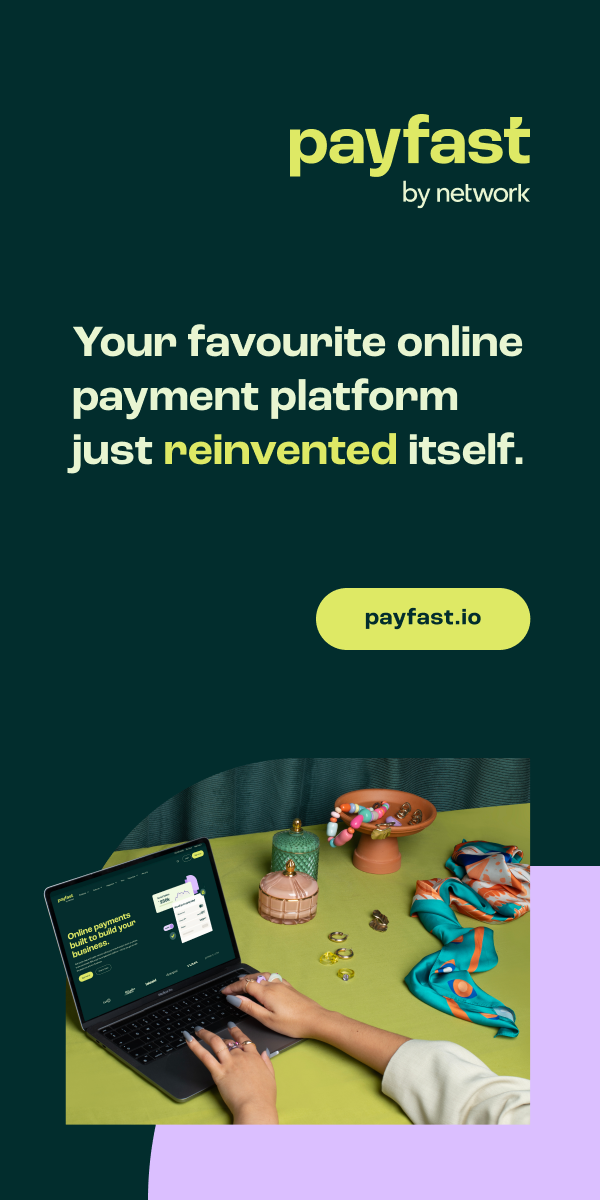 payfast
by network
Your favourite online
payment platform
just reinvented itself.
payfast.io
payfast
Online payments
built to build your
business.